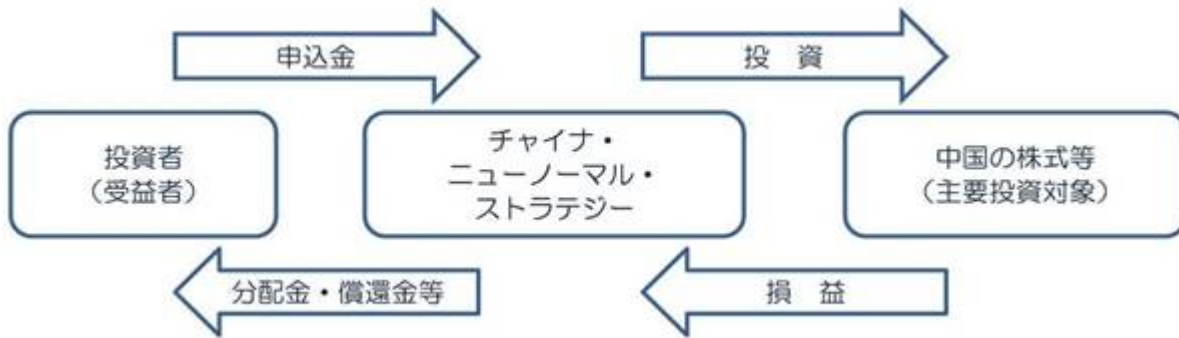 申込金
投　資
投資者
（受益者）
チャイナ・
ニューノーマル・
ストラテジー
中国の株式等
（主要投資対象）
分配金・償還金等
損　益